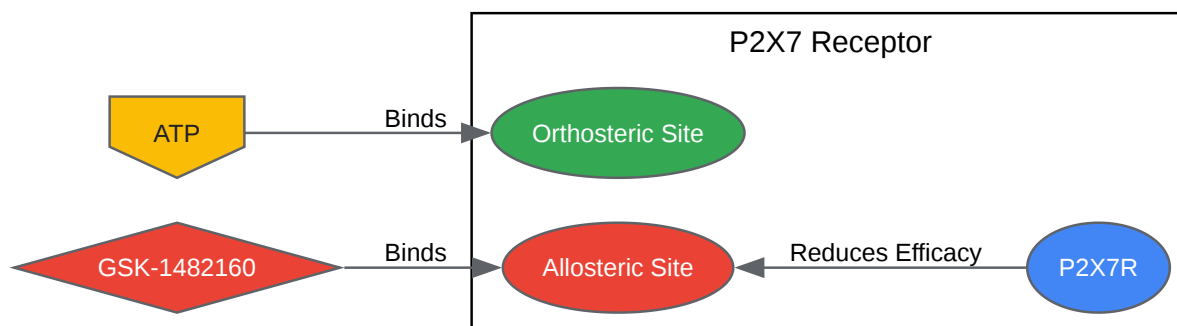 P2X7 Receptor
ATP
Binds
Orthosteric Site
GSK-1482160
Binds
Allosteric Site
Reduces Efficacy
P2X7R